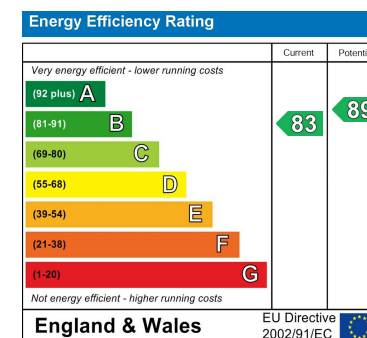 Energy Efficiency Rating
Current Potenti
Very energy efficient - lower running costs
(92 plus) A
(81-91) B
83 89
(69-80) C
(55-68) D
(39-54) E
(21-38) F
(1-20) G
Not energy efficient - higher running costs
England & Wales
EU Directive
2002/91/EC